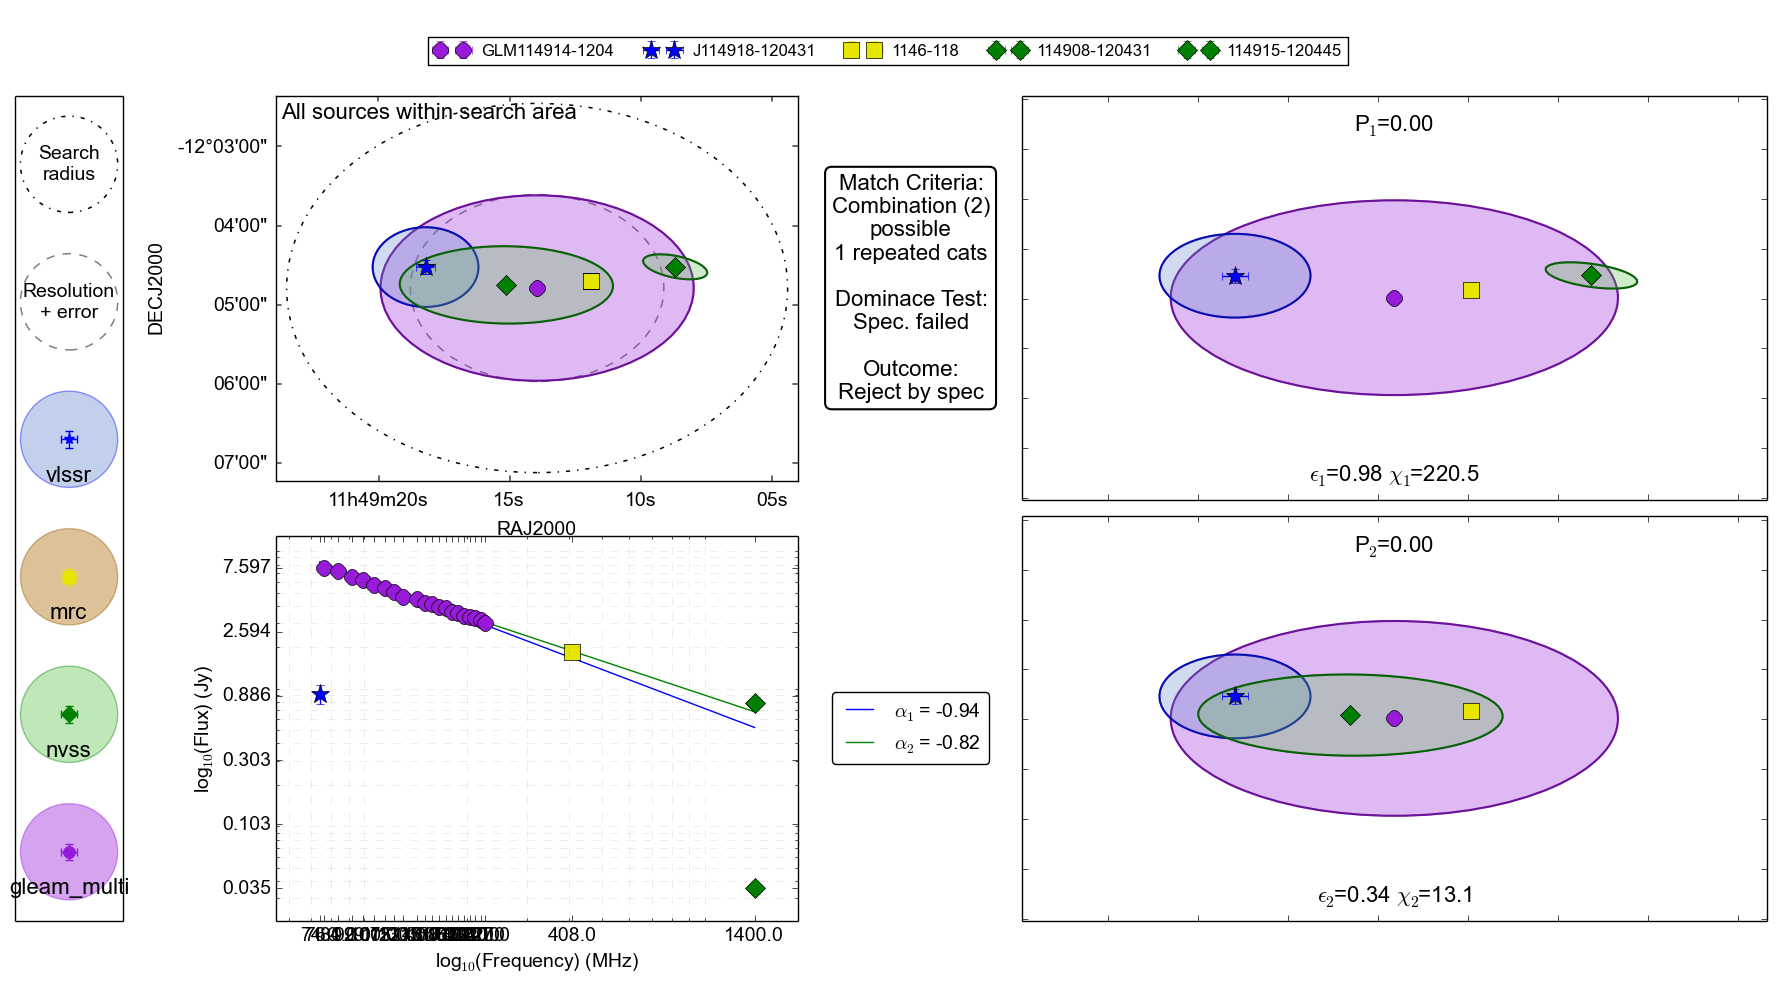 GLM114914-1204 J114918-120431 1146-118 114908-120431 114915-120445
Search
radius
Resolution
+ error
vlssr
mrc
nvss
gleam_multi
All sources within search area
DECJ2000
-12°03'00"
04'00"
05'00"
06'00"
07'00"
11h49m20s 15s 10s 05s
RAJ2000
Match Criteria:
Combination (2)
possible
1 repeated cats
Dominace Test:
Spec. failed
Outcome:
Reject by spec
P1=0.00
ϵ1=0.98 χ1=220.5
log10(Flux) (Jy)
7.597
2.594
0.886
0.303
0.103
0.035
408.0 1400.0
log10(Frequency) (MHz)
α1 = -0.94
α2 = -0.82
P2=0.00
ϵ2=0.34 χ2=13.1